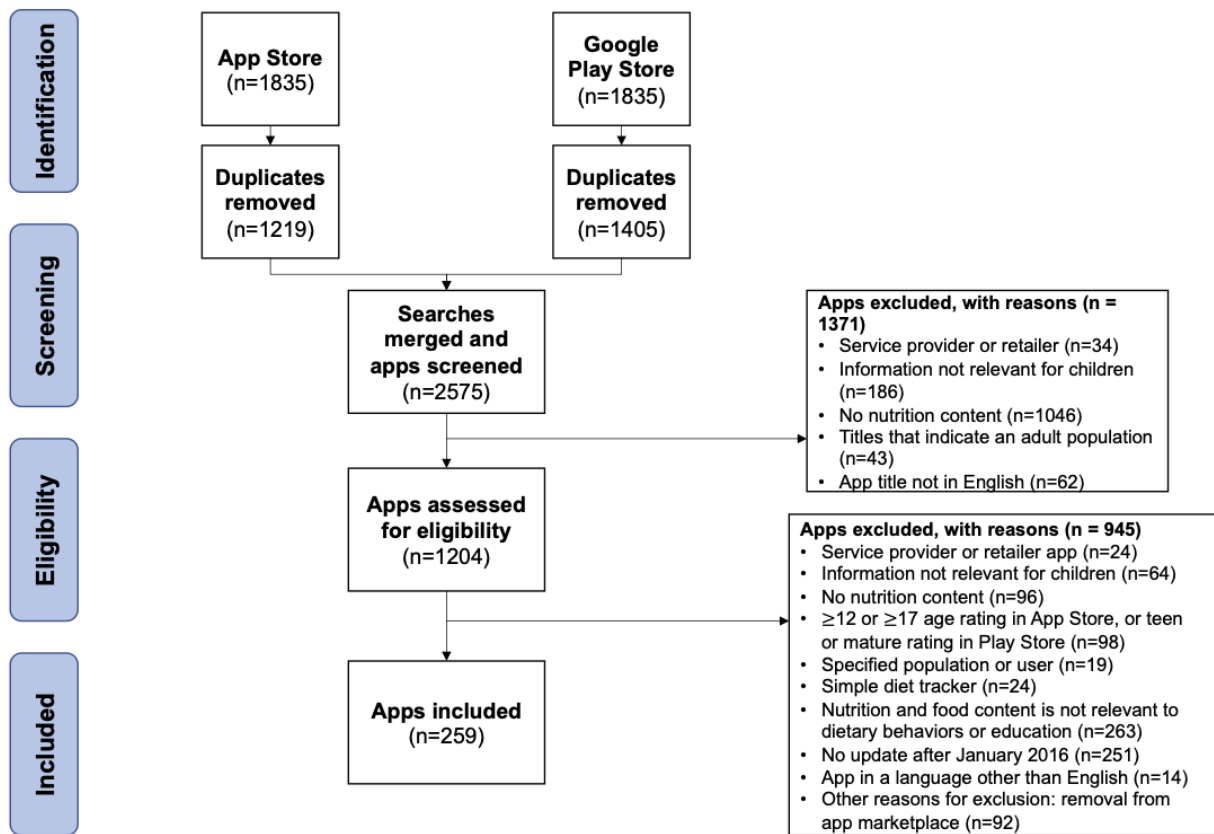 Identification
App Store
(n=1835)
Google
Play Store
(n=1835)
Duplicates
removed
(n=1219)
Duplicates
removed
(n=1405)
Screening
Searches
merged and
apps screened
(n=2575)
Apps excluded, with reasons (n =
1371)
• Service provider or retailer (n=34)
• Information not relevant for children
(n=186)
• No nutrition content (n=1046)
• Titles that indicate an adult population
(n=43)
• App title not in English (n=62)
Eligibility
Apps assessed
for eligibility
(n=1204)
Apps excluded, with reasons (n = 945)
• Service provider or retailer app (n=24)
• Information not relevant for children (n=64)
• No nutrition content (n=96)
• ≥12 or ≥17 age rating in App Store, or teen
or mature rating in Play Store (n=98)
• Specified population or user (n=19)
• Simple diet tracker (n=24)
• Nutrition and food content is not relevant to
dietary behaviors or education (n=263)
• No update after January 2016 (n=251)
• App in a language other than English (n=14)
• Other reasons for exclusion: removal from
app marketplace (n=92)
Included
Apps included
(n=259)